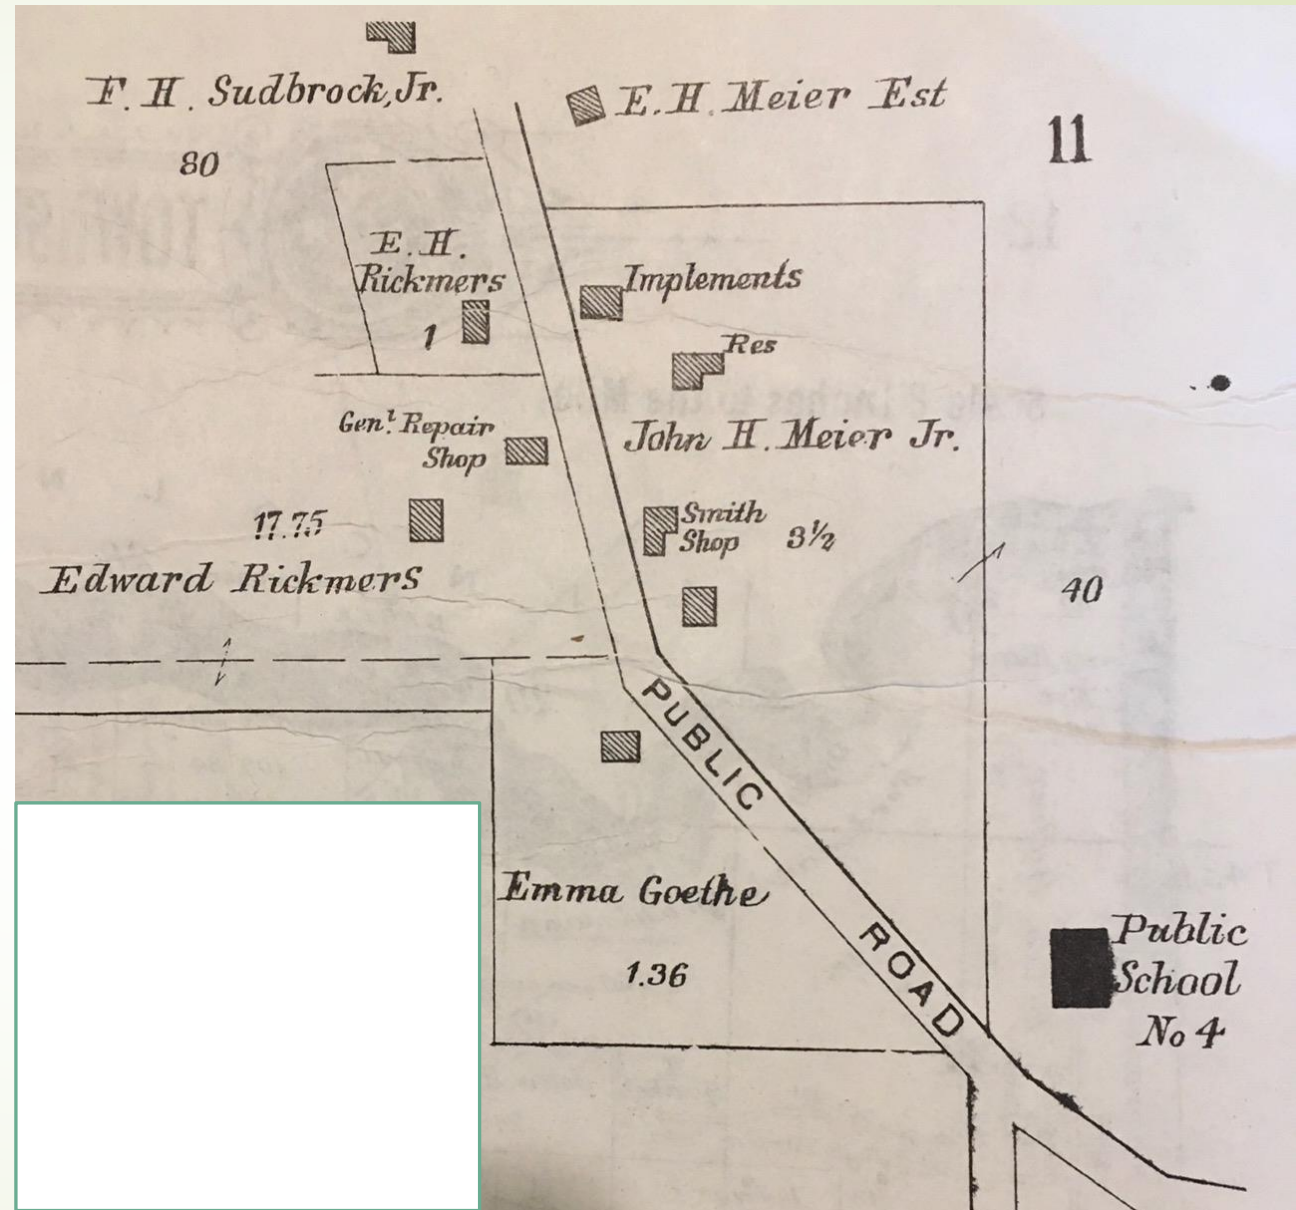 F. H. Sudbrock, Jr.
E. H. Meier Est
11
80
E. H.
Rickmers
1
Implements
Res
Gen! Repair
Shop
John H. Meier Jr.
17.75
Smith
Shop
3½
Edward Rickmers
40
PUBLIC
ROAD
Emma Goethe
1.36
Public
School
No 4